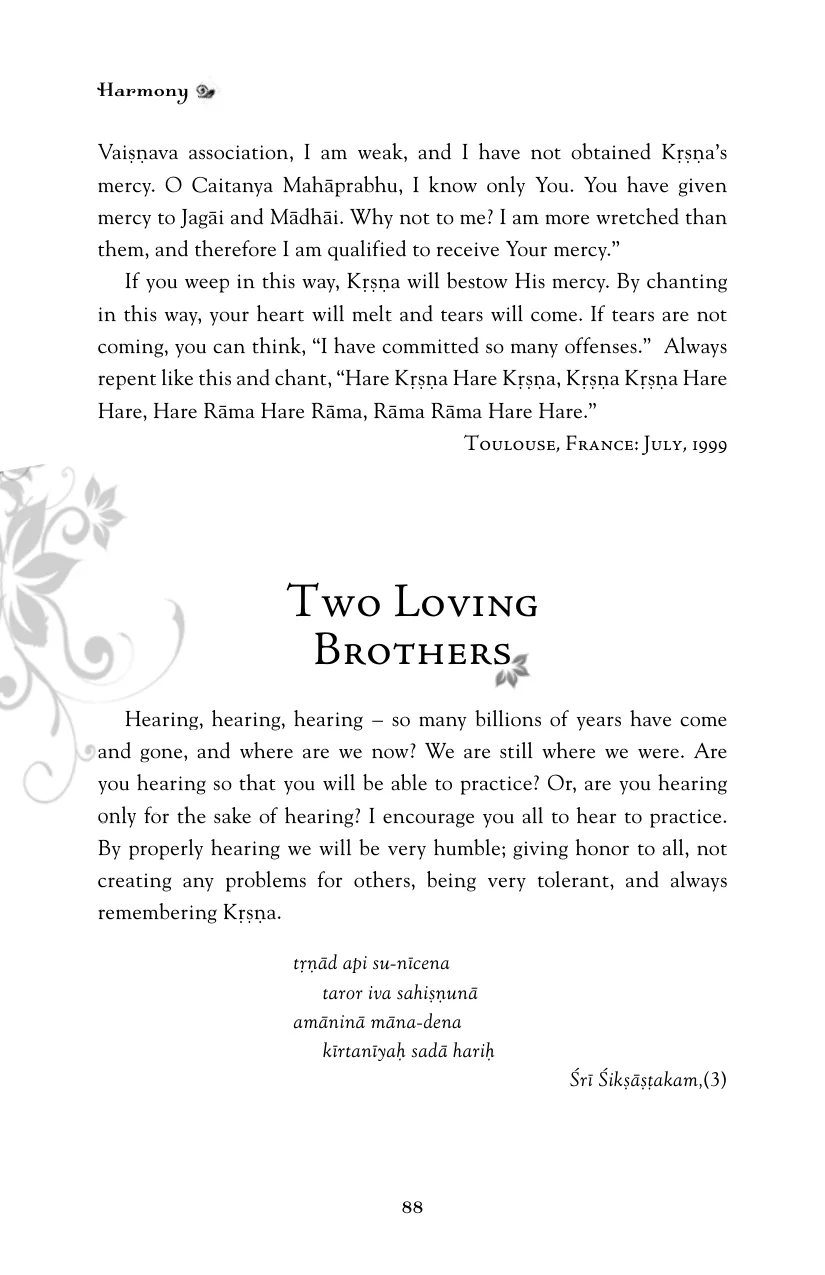 Harmony
Vaiṣṇava association, I am weak, and I have not obtained Kṛṣṇa’s
mercy. O Caitanya Mahāprabhu, I know only You. You have given
mercy to Jagāi and Mādhāi. Why not to me? I am more wretched than
them, and therefore I am qualified to receive Your mercy.”
If you weep in this way, Kṛṣṇa will bestow His mercy. By chanting
in this way, your heart will melt and tears will come. If tears are not
coming, you can think, “I have committed so many offenses.” Always
repent like this and chant, “Hare Kṛṣṇa Hare Kṛṣṇa, Kṛṣṇa Kṛṣṇa Hare
Hare, Hare Rāma Hare Rāma, Rāma Rāma Hare Hare.”
Toulouse, France: July, 1999
Two Loving
Brothers
Hearing, hearing, hearing – so many billions of years have come
and gone, and where are we now? We are still where we were. Are
you hearing so that you will be able to practice? Or, are you hearing
only for the sake of hearing? I encourage you all to hear to practice.
By properly hearing we will be very humble; giving honor to all, not
creating any problems for others, being very tolerant, and always
remembering Kṛṣṇa.
tṛṇād api su-nīcena
taror iva sahiṣṇunā
amāninā māna-dena
kīrtanīyaḥ sadā hariḥ
Śrī Śikṣāṣṭakam,(3)
88